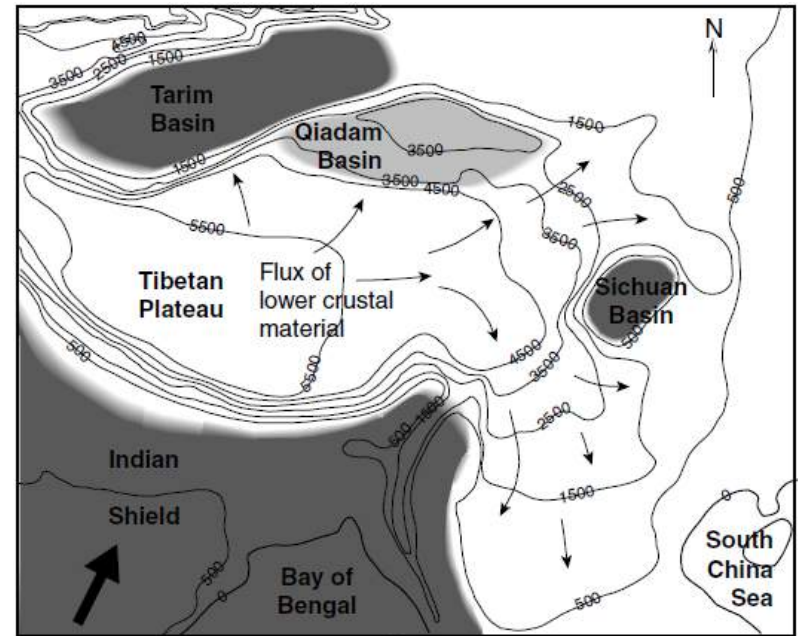 N
4500
3500
2500
1500
Tarim
Basin
Qiadam
Basin
3500
1500
1500
3500
4500
2500
500
5500
3500
Tibetan
Plateau
Flux of
lower crustal
material
Sichuan
Basin
500
500
4500
3500
5500
2500
500
1500
Indian
Shield
1500
0
500
0
Bay of
Bengal
South
China
Sea
500